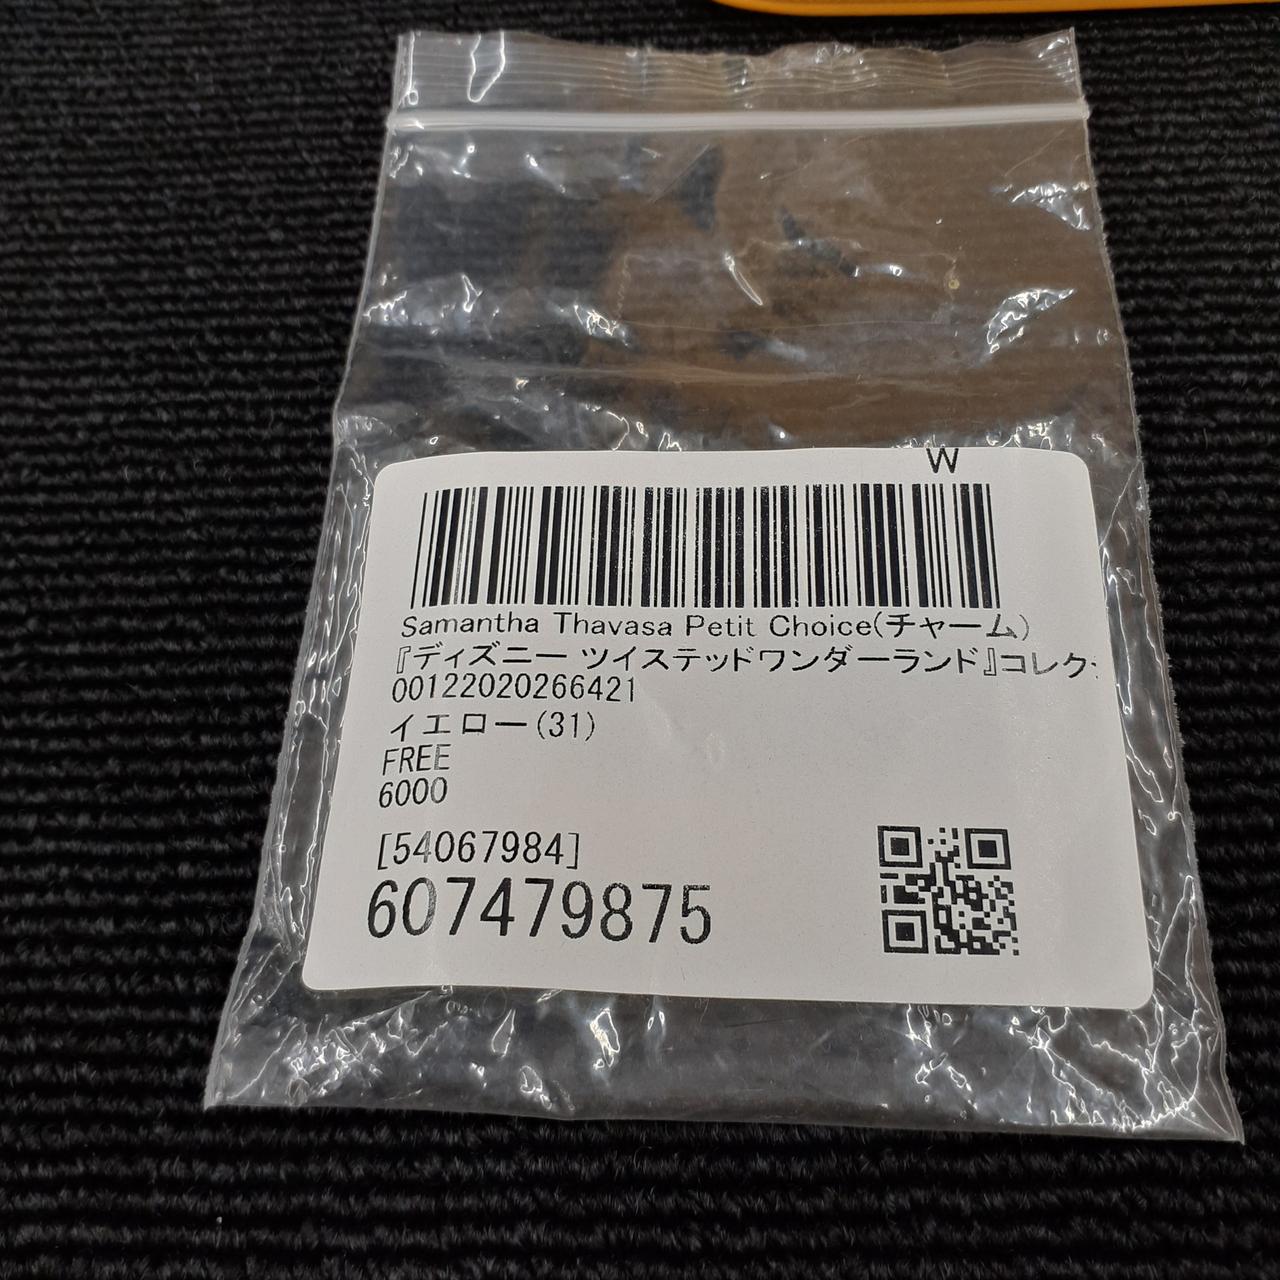 W
Samantha Thavasa Petit Choice(チャーム)
『ディズニー ツイステッドワンダーランド』コレク
00122020266421
イエロー(31)
FREE
6000
[54067984]
607479875